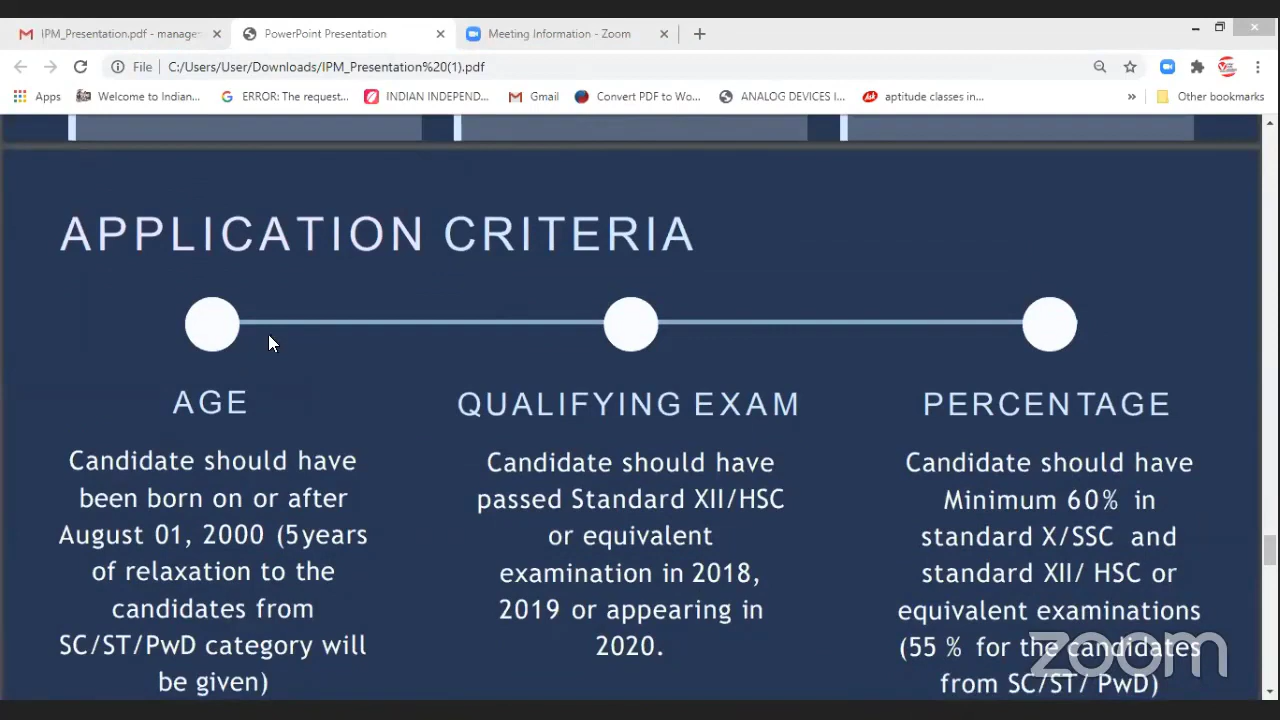 IPM_Presentation.pdf - manage
PowerPoint Presentation
Meeting Information - Zoom
File
C:/Users/User/Downloads/IPM_Presentation%20(1).pdf
Apps
Welcome to Indian...
ERROR: The request...
INDIAN INDEPEND...
Gmail
Convert PDF to Wo...
ANALOG DEVICES I...
aptitude classes in...
»
Other bookmarks
APPLICATION CRITERIA
AGE
Candidate should have
been born on or after
August 01, 2000 (5years
of relaxation to the
candidates from
SC/ST/PwD category will
be given)
QUALIFYING EXAM
Candidate should have
passed Standard XII/HSC
or equivalent
examination in 2018,
2019 or appearing in
2020.
PERCENTAGE
Candidate should have
Minimum 60% in
standard X/SSC and
standard XII/ HSC or
equivalent examinations
(55 % for the candidates
from SC/ST/ PwD)
zoom